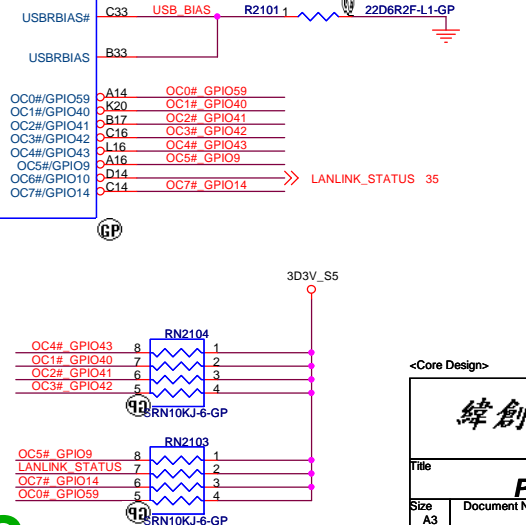 USBRBIAS# C33 USB_BIAS R2101 1 22D6R2F-L1-GP
USBRBIAS B33
OC0#/GPIO59 A14 OC0#_GPIO59
OC1#/GPIO40 K20 OC1#_GPIO40
OC2#/GPIO41 B17 OC2#_GPIO41
OC3#/GPIO42 C16 OC3#_GPIO42
OC4#/GPIO43 L16 OC4#_GPIO43
OC5#/GPIO9 A16 OC5#_GPIO9
OC6#/GPIO10 D14 LANLINK_STATUS 35
OC7#/GPIO14 C14 OC7#_GPIO14
GP
3D3V_S5
RN2104
OC4#_GPIO43 8 1
OC1#_GPIO40 7 2
OC2#_GPIO41 6 3
OC3#_GPIO42 5 4
SRN10KJ-6-GP
RN2103
OC5#_GPIO9 8 1
LANLINK_STATUS 7 2
OC7#_GPIO14 6 3
OC0#_GPIO59 5 4
SRN10KJ-6-GP
<Core Design>
緯創
Title
P
Size Document N
A3